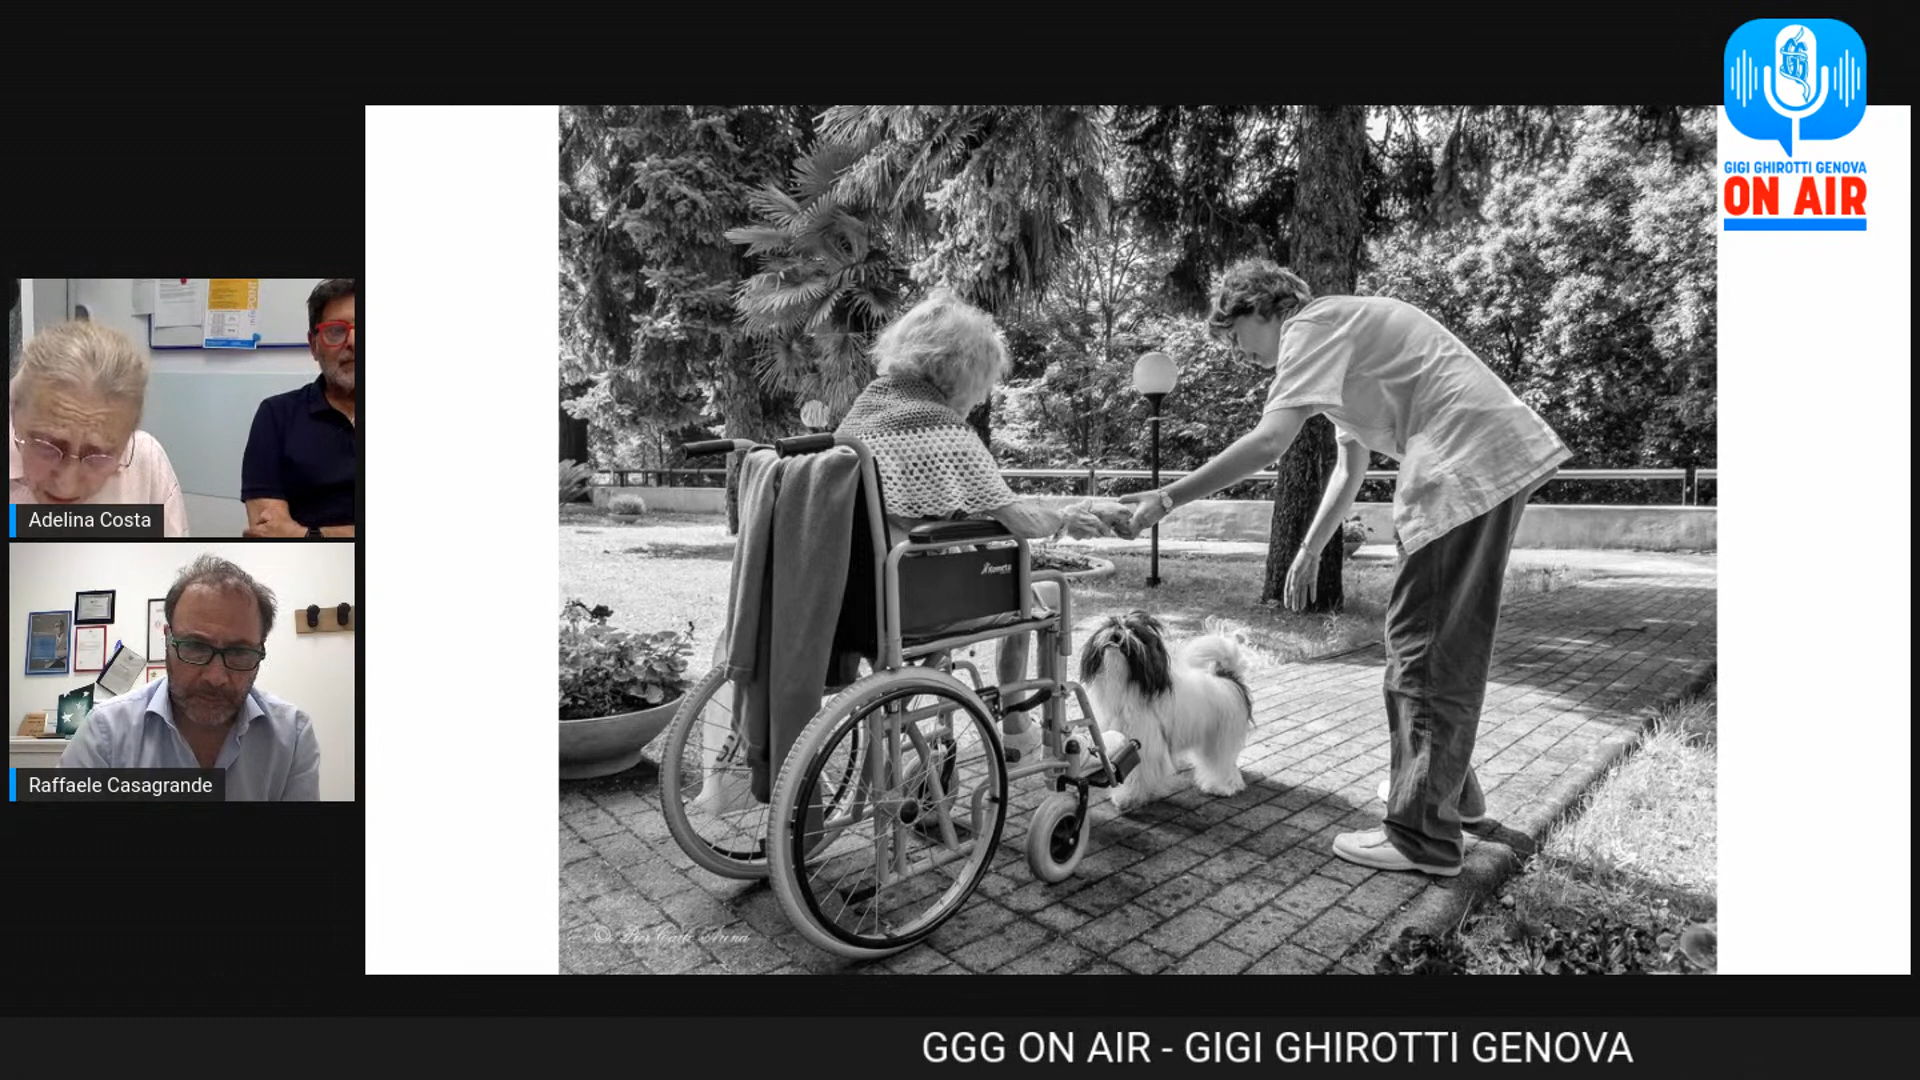 GIGI GHIROTTI GENOVA
ON AIR
Adelina Costa
Raffaele Casagrande
GGG ON AIR - GIGI GHIROTTI GENOVA